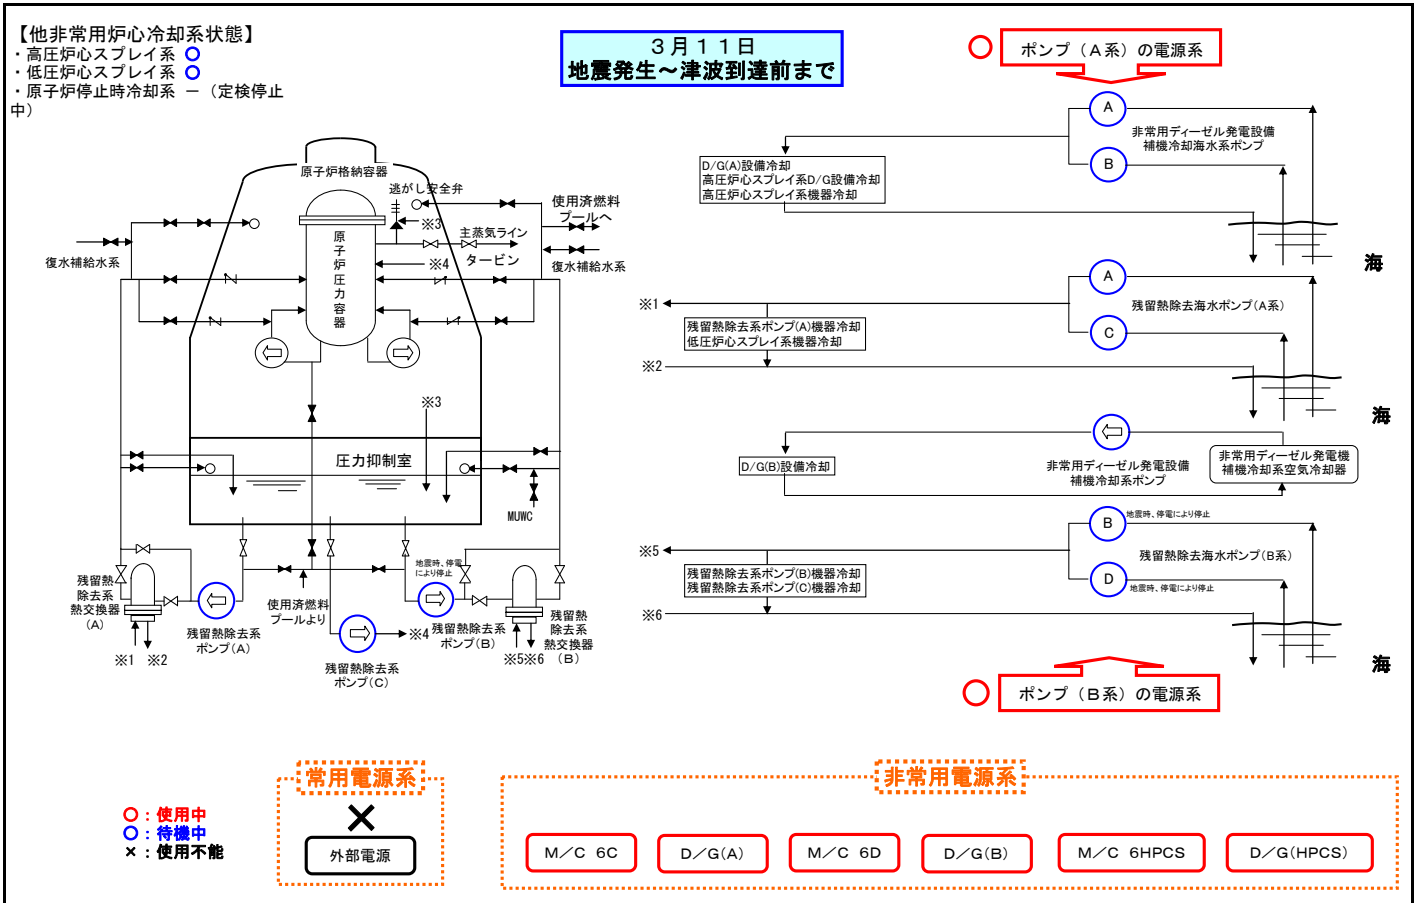 【他非常用炉心冷却系状態】
・高圧炉心スプレイ系 ○
・低圧炉心スプレイ系 ○
・原子炉停止時冷却系 － （定検停止
中）
３月１１日
地震発生～津波到達前まで
ポンプ（Ａ系）の電源系
A
非常用ディーゼル発電設備
補機冷却海水系ポンプ
B
D/G(A)設備冷却
高圧炉心スプレイ系D/G設備冷却
高圧炉心スプレイ系機器冷却
海
原子炉格納容器
逃がし安全弁
使用済燃料
プールへ
※3
主蒸気ライン
タービン
※4
復水補給水系
復水補給水系
原子炉圧力容器
※1
A
残留熱除去海水ポンプ(A系)
C
残留熱除去系ポンプ(A)機器冷却
低圧炉心スプレイ系機器冷却
※2
海
※3
圧力抑制室
MUWC
D/G(B)設備冷却
非常用ディーゼル発電設備
補機冷却系ポンプ
非常用ディーゼル発電機
補機冷却系空気冷却器
B
地震時、停電により停止
※5
残留熱除去海水ポンプ(B系)
D
地震時、停電により停止
残留熱除去系ポンプ(B)機器冷却
残留熱除去系ポンプ(C)機器冷却
※6
海
地震時、停電
により停止
残留熱
除去系
熱交換器
(A)
使用済燃料
プールより
残留熱除去系
ポンプ(A)
※4
残留熱除去系
ポンプ(B)
残留熱
除去系
熱交換器
(B)
※1 ※2
※5※6
残留熱除去系
ポンプ(C)
ポンプ（Ｂ系）の電源系
常用電源系
×
外部電源
非常用電源系
○：使用中
○：待機中
×：使用不能
M／C 6C
D／G(A)
M／C 6D
D／G(B)
M／C 6HPCS
D／G(HPCS)